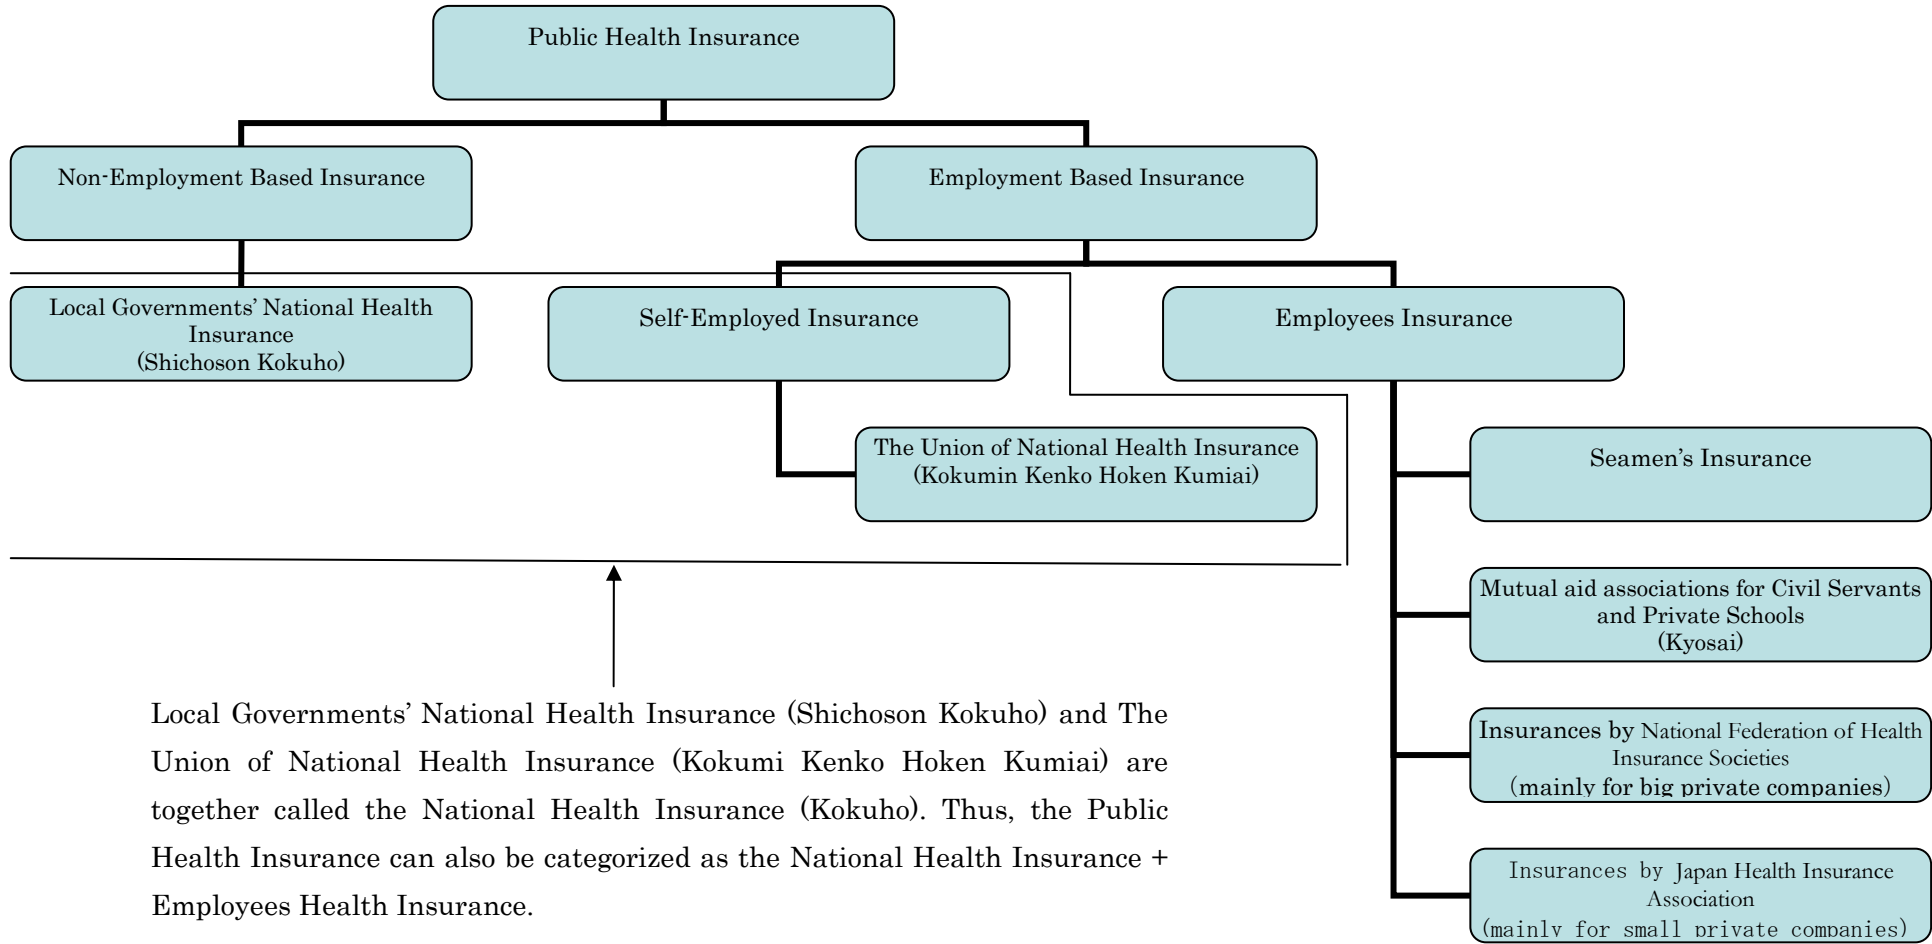 Public Health Insurance
Non-Employment Based Insurance
Employment Based Insurance
Local Governments’ National Health
Insurance
(Shichoson Kokuho)
Self-Employed Insurance
Employees Insurance
The Union of National Health Insurance
(Kokumin Kenko Hoken Kumiai)
Seamen’s Insurance
Mutual aid associations for Civil Servants
and Private Schools
(Kyosai)
Insurances by National Federation of Health
Insurance Societies
(mainly for big private companies)
Insurances by Japan Health Insurance
Association
(mainly for small private companies)
Local Governments’ National Health Insurance (Shichoson Kokuho) and The
Union of National Health Insurance (Kokumi Kenko Hoken Kumiai) are
together called the National Health Insurance (Kokuho). Thus, the Public
Health Insurance can also be categorized as the National Health Insurance +
Employees Health Insurance.